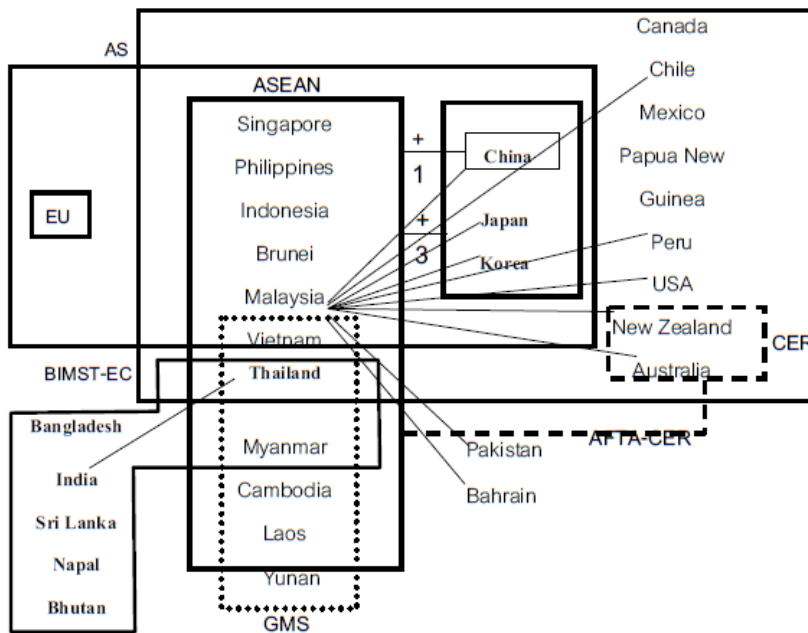 Canada
AS
Chile
ASEAN
Mexico
Singapore
+
China
Papua New
Philippines
1
Guinea
EU
Indonesia
+
Japan
Peru
Brunei
3
Korea
USA
Malaysia
New Zealand
Vietnam
CER
BIMST-EC
Thailand
Australia
Bangladesh
AFTA-CER
Myanmar
Pakistan
India
Cambodia
Bahrain
Sri Lanka
Laos
Napal
Yunan
Bhutan
GMS